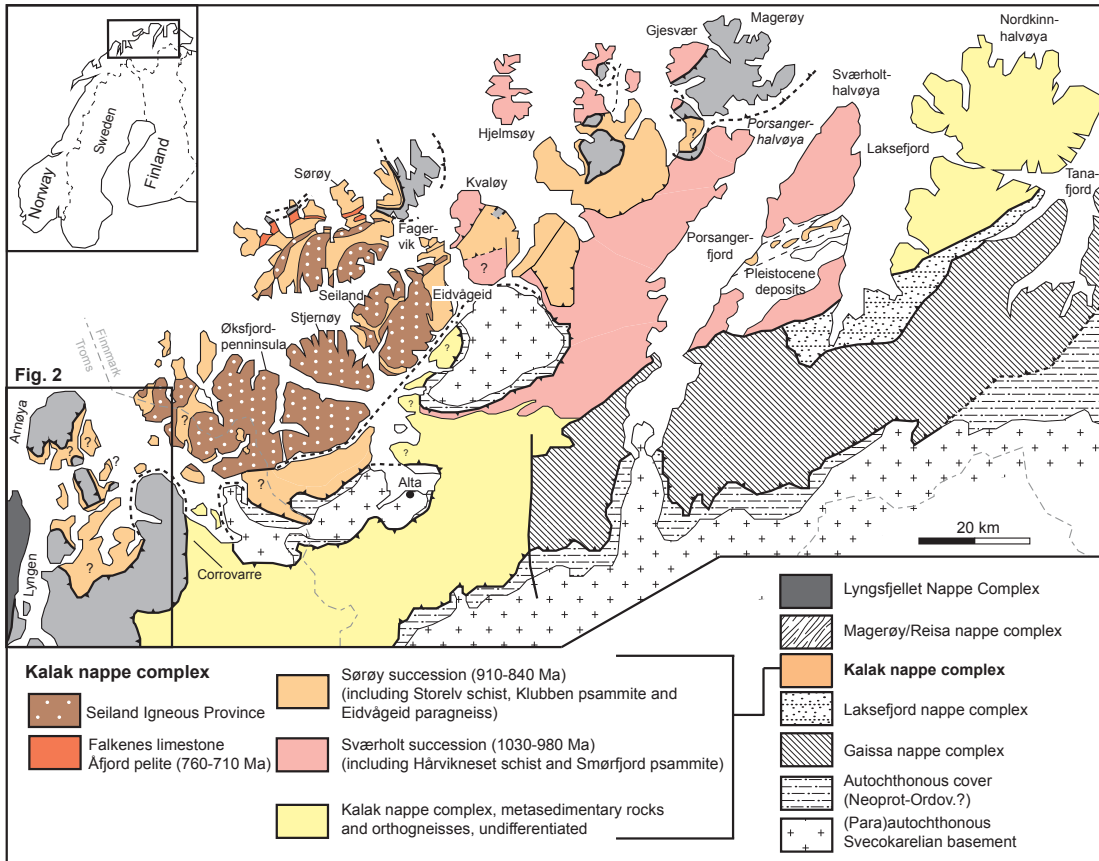 Norway
Sweden
Finland
Gjesvær
Magerøy
Nordkinn-
halvøya
Sværholt-
halvøya
Hjelmsøy
Porsanger-
halvøya
Laksefjord
Tana-
fjord
?
Sørøy
Kvaløy
Fager-
vik
?
Porsanger-
fjord
Pleistocene
deposits
Seiland
Eidvågeid
Stjernøy
Øksfjord-
penninsula
Finnmark
Troms
Fig. 2
Arnøya
?
?
?
?
?
?
?
?
Alta
20 km
Lyngen
Corrovarre
Kalak nappe complex
Seiland Igneous Province
Falkenes limestone
Åfjord pelite (760-710 Ma)
Sørøy succession (910-840 Ma)
(including Storelv schist, Klubben psammite and
Eidvågeid paragneiss)
Sværholt succession (1030-980 Ma)
(including Hårvikneset schist and Smørfjord psammite)
Kalak nappe complex, metasedimentary rocks
and orthogneisses, undifferentiated
Lyngsfjellet Nappe Complex
Magerøy/Reisa nappe complex
Kalak nappe complex
Laksefjord nappe complex
Gaissa nappe complex
Autochthonous cover
(Neoprot-Ordov.?)
(Para)autochthonous
Svecokarelian basement